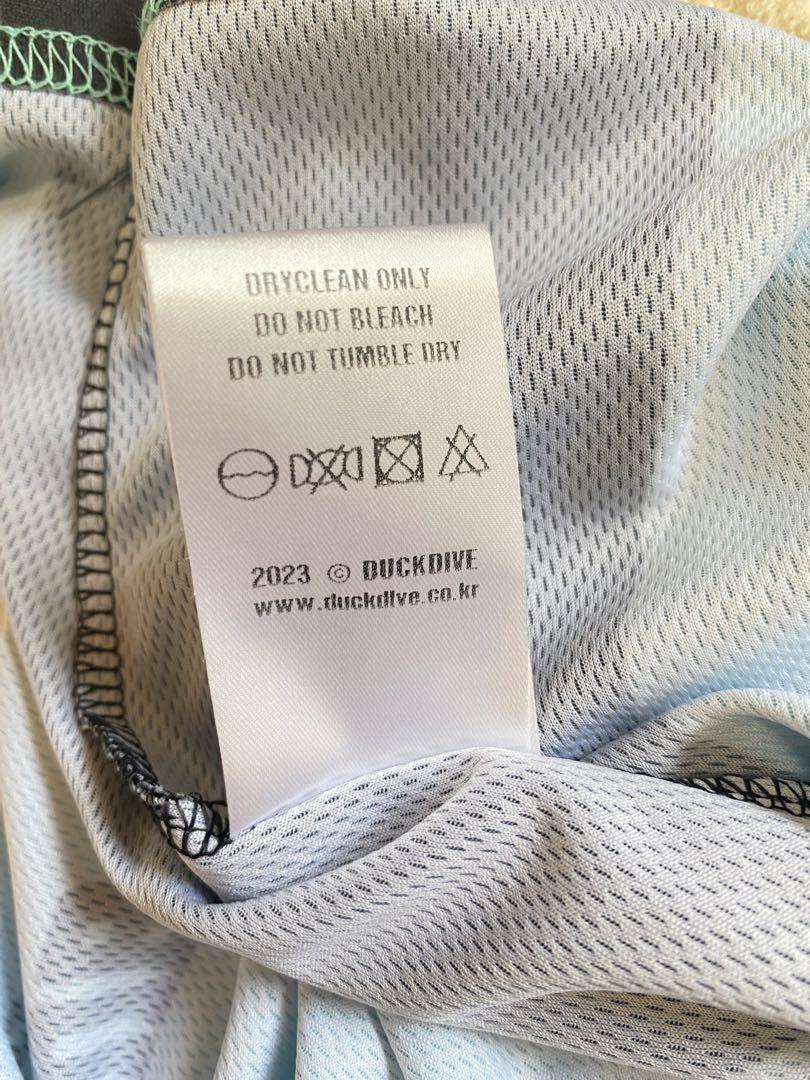 DRYCLEAN ONLY
DO NOT BLEACH
DO NOT TUMBLE DRY
2023 © DUCKDIVE
www.duckdive.co.kr